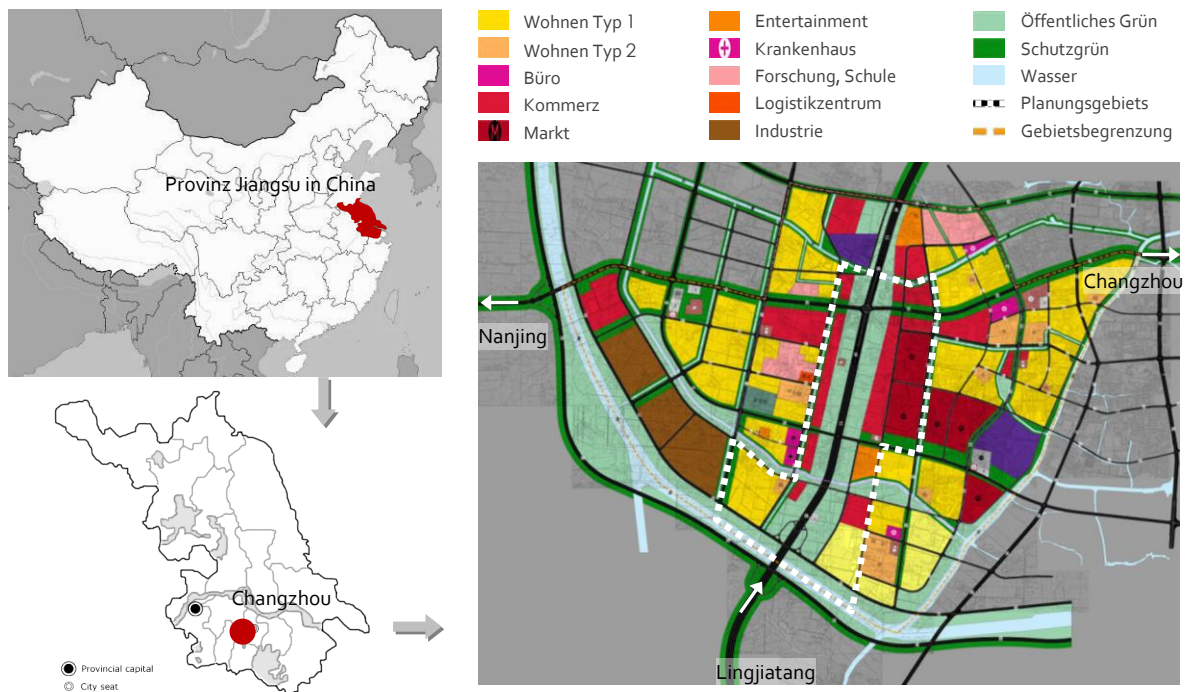 Provinz Jiangsu in China
Changzhou
Provincial capital
City seat
Wohnen Typ 1
Wohnen Typ 2
Büro
Kommerz
Markt
Entertainment
Krankenhaus
Forschung, Schule
Logistikzentrum
Industrie
Öffentliches Grün
Schutzgrün
Wasser
Planungsgebiets
Gebietsbegrenzung
Changzhou
Nanjing
Lingjiatang